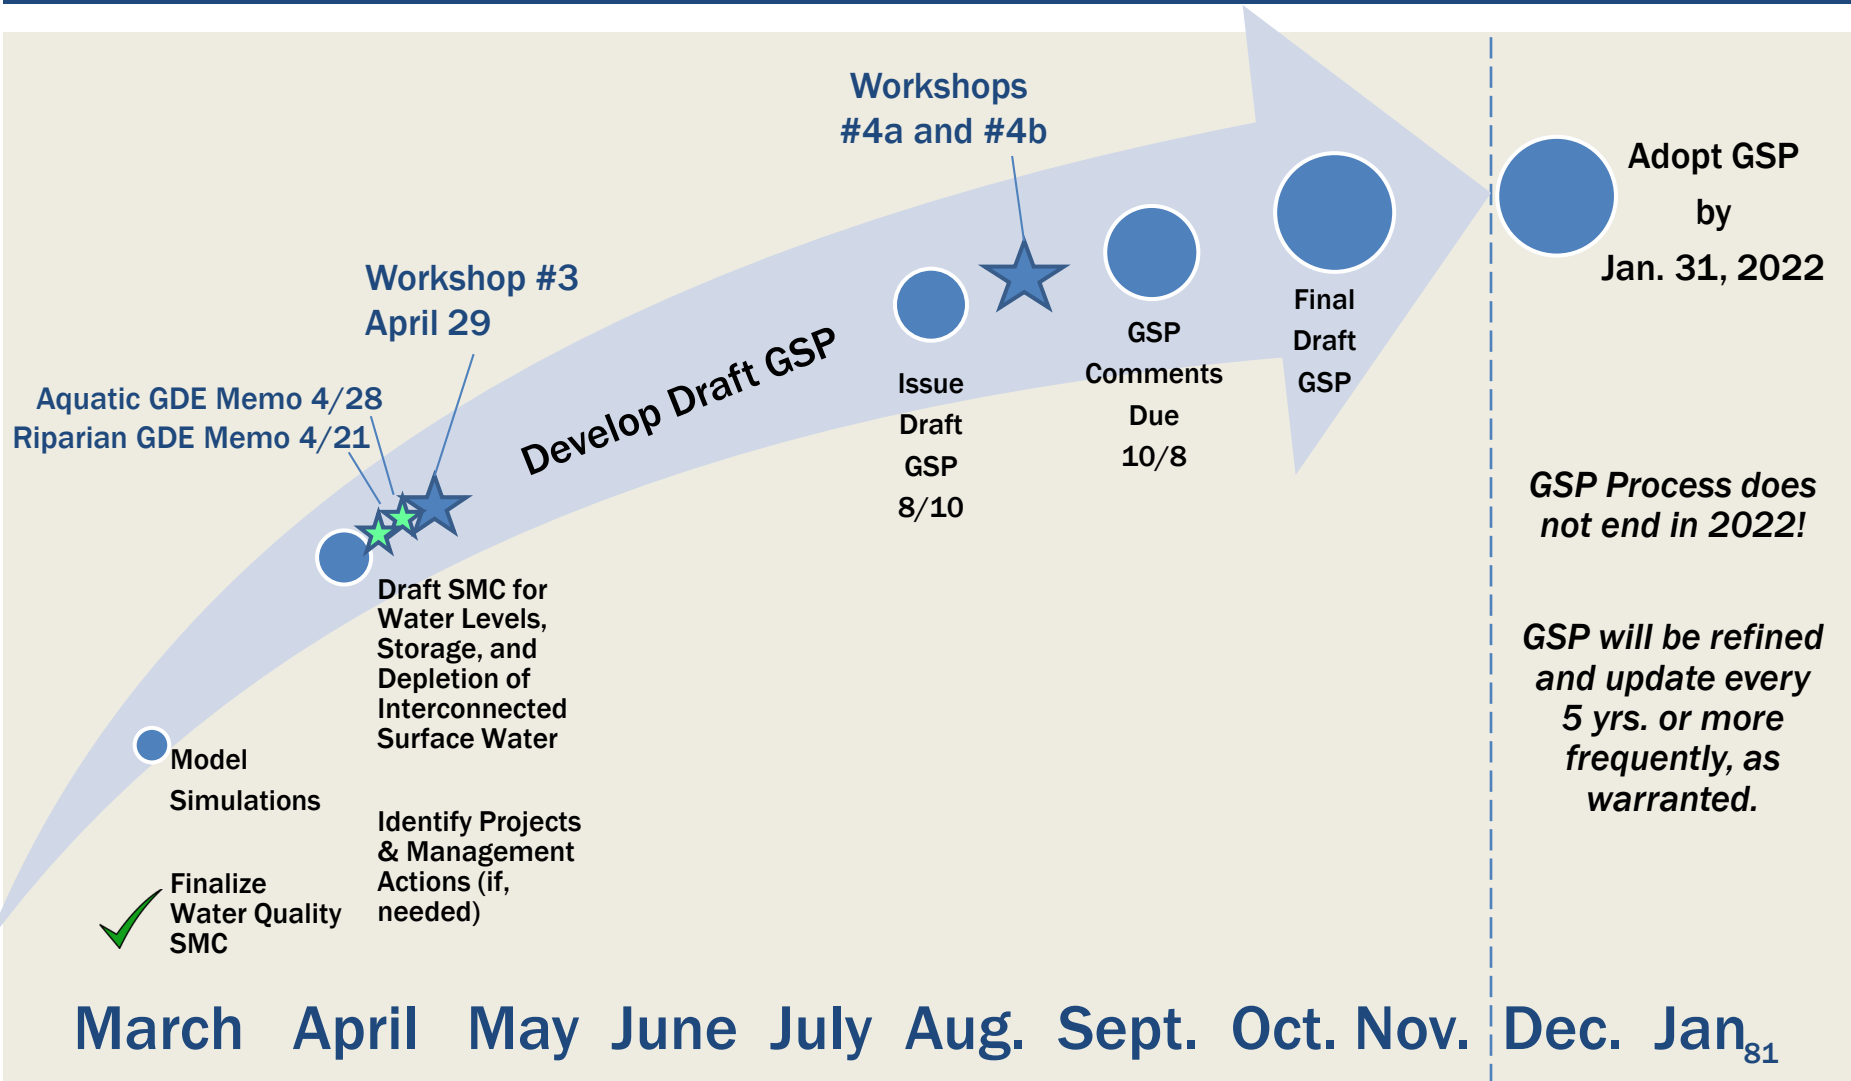 Workshops
#4a and #4b
Adopt GSP
by
Jan. 31, 2022
Workshop #3
April 29
Aquatic GDE Memo 4/28
Riparian GDE Memo 4/21
Develop Draft GSP
Issue
Draft
GSP
8/10
GSP
Comments
Due
10/8
Final
Draft
GSP
GSP Process does
not end in 2022!
GSP will be refined
and update every
5 yrs. or more
frequently, as
warranted.
Draft SMC for
Water Levels,
Storage, and
Depletion of
Interconnected
Surface Water
Identify Projects
& Management
Actions (if,
needed)
Model
Simulations
Finalize
Water Quality
SMC
March April May June July Aug. Sept. Oct. Nov. Dec. Jan
81